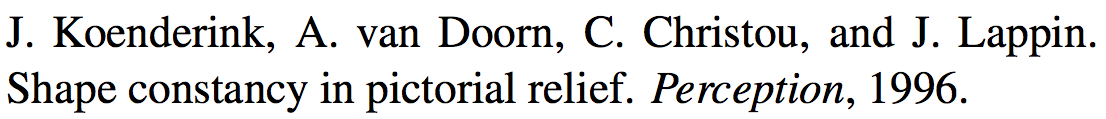 J. Koenderink, A. van Doorn, C. Christou, and J. Lappin.
Shape constancy in pictorial relief. Perception, 1996.